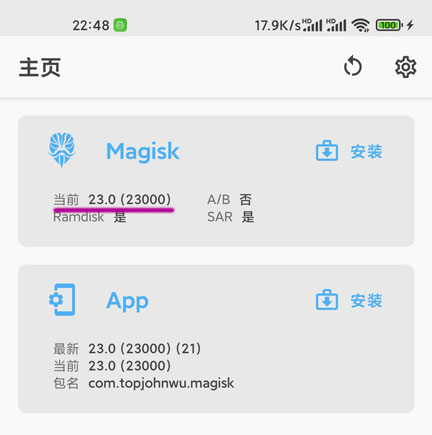 22:48 17.9K/s HD HD 100
主页
Magisk 安装
当前 23.0 (23000) A/B 否
Ramdisk 是 SAR 是
App 安装
最新 23.0 (23000) (21)
当前 23.0 (23000)
包名 com.topjohnwu.magisk